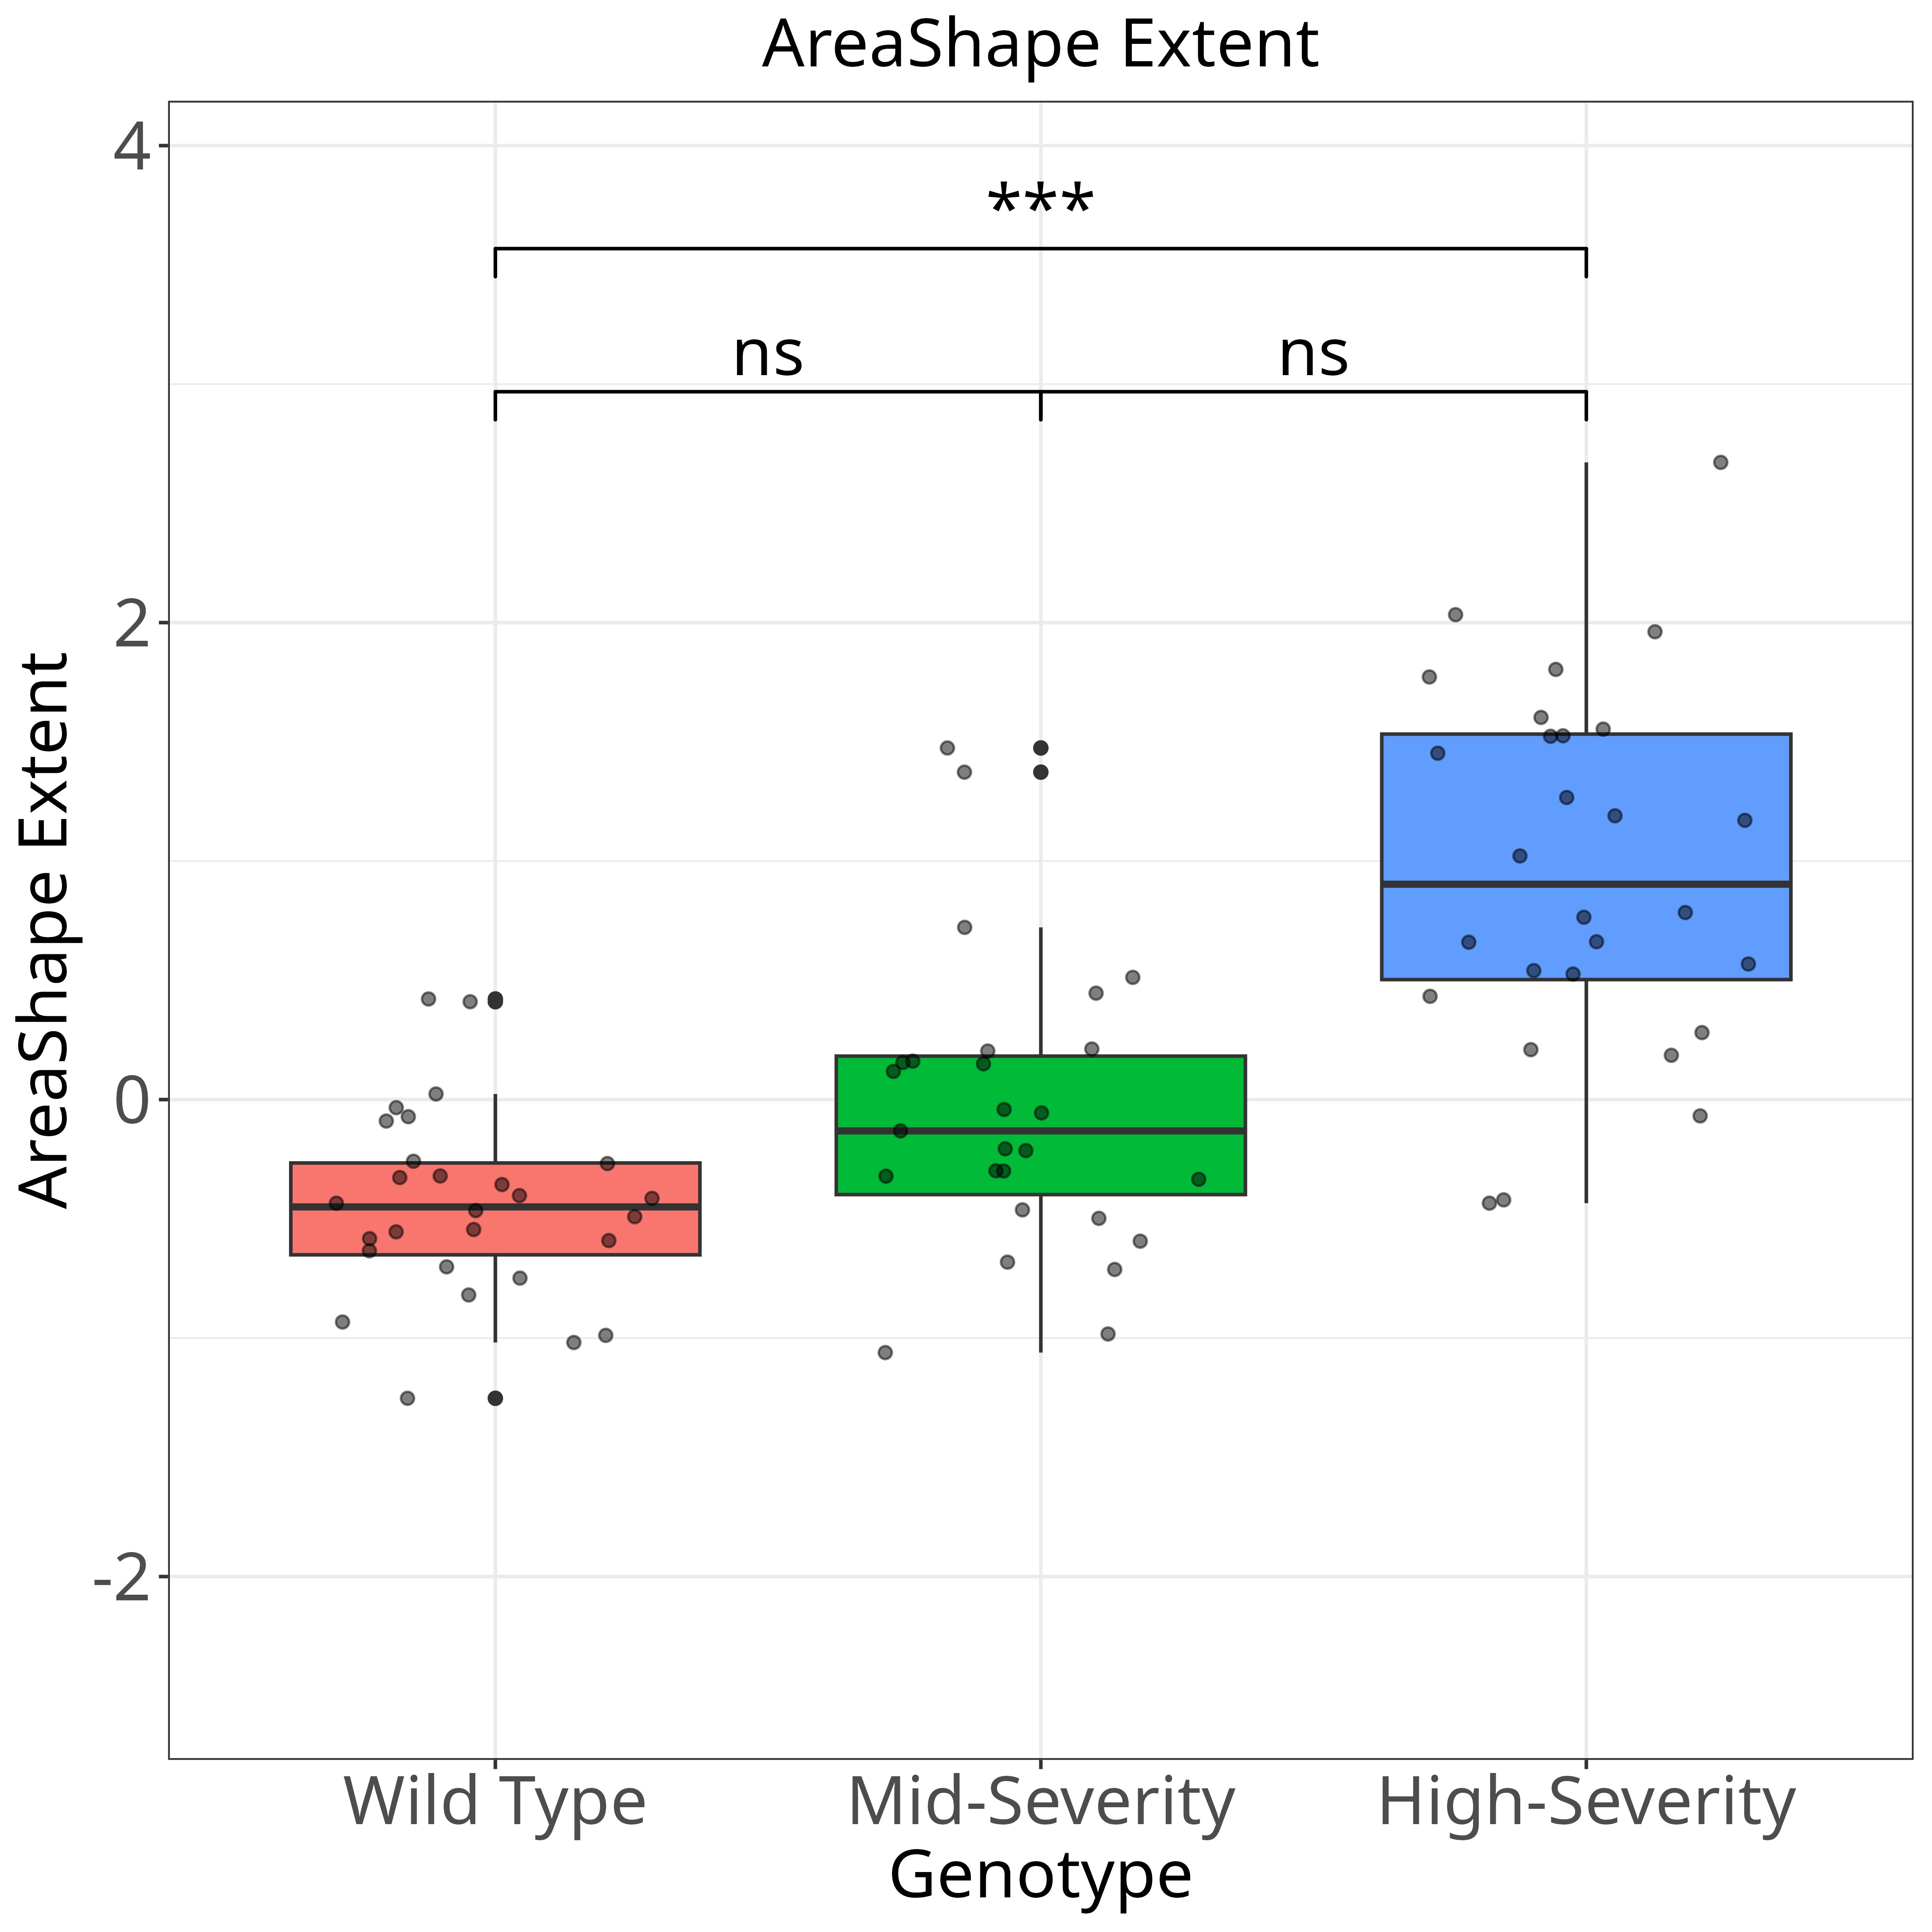 AreaShape Extent
4
***
ns ns
2
AreaShape Extent
0
-2
Wild Type Mid-Severity High-Severity
Genotype